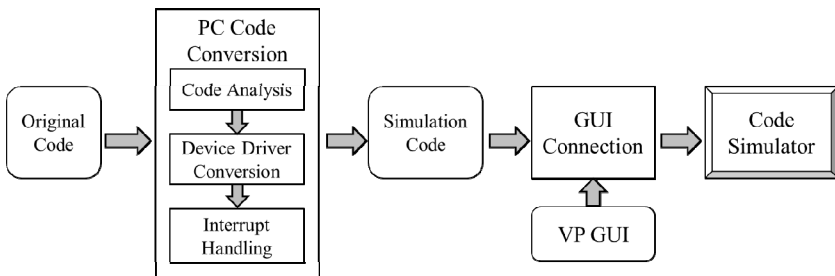 Original
Code
PC Code
Conversion
Code Analysis
Device Driver
Conversion
Interrupt
Handling
Simulation
Code
GUI
Connection
VP GUI
Code
Simulator